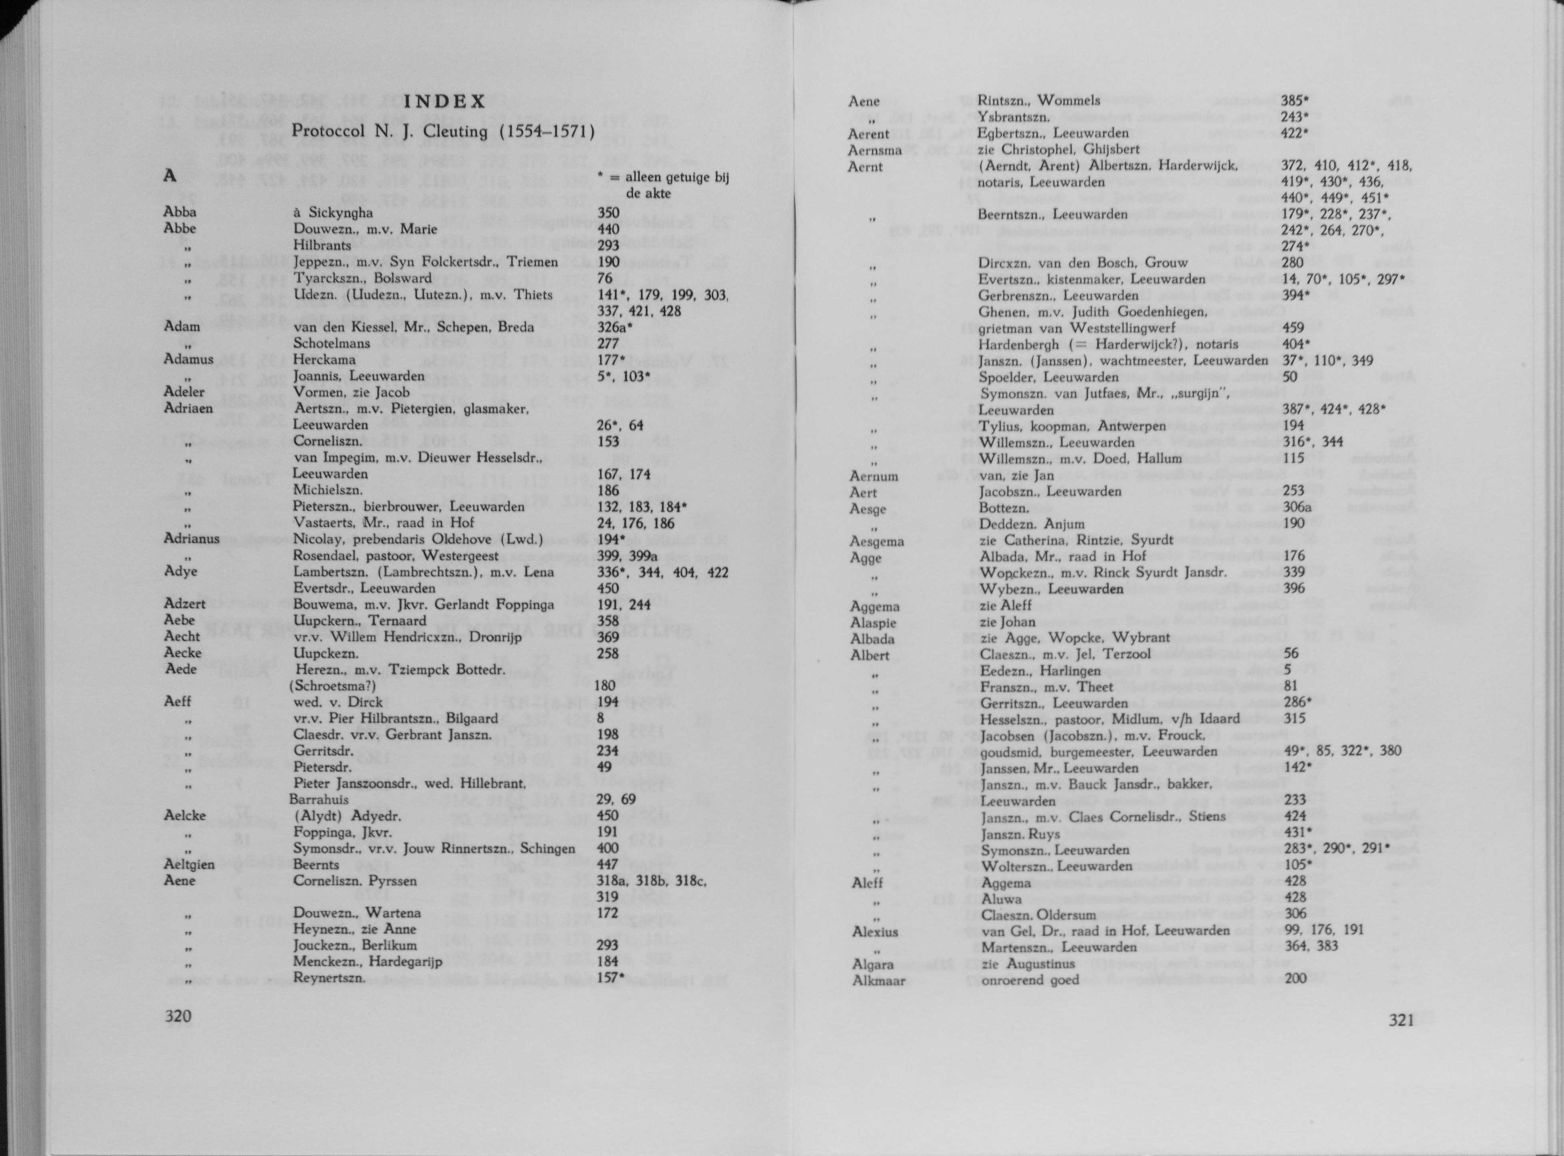 INDEX
Protoccol N. J. Cleuting (1554–1571)
A * = alleen getuige bij
de akte
Abba à Sickyngha 350
Abbe Douwezn., m.v. Marie 440
„ Hilbrants 293
„ Jeppezn., m.v. Syn Folckertsdr., Triemen 190
„ Tyarckszn., Bolsward 76
„ Udezn. (Uudezn., Uutezn.), m.v. Thiets 141*, 179, 199, 303,
337, 421, 428
Adam van den Kiessel, Mr., Schepen, Breda 326a*
„ Schotelmans 277
Adamus Herckama 177*
„ Joannis, Leeuwarden 5*, 103*
Adeler Vormen, zie Jacob
Adriaen Aertszn., m.v. Pietergien, glasmaker,
Leeuwarden 26*, 64
„ Corneliszn. 153
„ van Impegim, m.v. Dieuwer Hesselsdr.,
Leeuwarden 167, 174
„ Michielszn. 186
„ Pieterszn., bierbrouwer, Leeuwarden 132, 183, 184*
„ Vastaerts, Mr., raad in Hof 24, 176, 186
Adrianus Nicolay, prebendaris Oldehove (Lwd.) 194*
„ Rosendael, pastoor, Westergeest 399, 399a
Adye Lambertszn. (Lambrechtszn.), m.v. Lena 336*, 344, 404, 422
Evertsdr., Leeuwarden 450
Adzert Bouwema, m.v. Jkvr. Gerlandt Foppinga 191, 244
Aebe Uupckern., Ternaard 358
Aecht vr.v. Willem Hendricxzn., Dronrijp 369
Aecke Uupckezn. 258
Aede Herezn., m.v. Tziempck Bottedr.
(Schroetsma?) 180
Aeff wed. v. Dirck 194
„ vr.v. Pier Hilbrantszn., Bilgaard 8
„ Claesdr. vr.v. Gerbrant Janszn. 198
„ Gerritsdr. 234
„ Pietersdr. 49
„ Pieter Janszoonsdr., wed. Hillebrant,
Barrahuis 29, 69
Aelcke (Alydt) Adyedr. 450
„ Foppinga, Jkvr. 191
„ Symonsdr., vr.v. Jouw Rinnertszn., Schingen 400
Aeltgien Beernts 447
Aene Corneliszn. Pyrssen 318a, 318b, 318c,
319
„ Douwezn., Wartena 172
„ Heynezn., zie Anne
„ Jouckezn., Berlikum 293
„ Menckezn., Hardegarijp 184
„ Reynertszn. 157*
320
Aene Rintszn., Wommels 385*
„ Ysbrantszn. 243*
Aerent Egbertszn., Leeuwarden 422*
Aernsma zie Christophel, Ghijsbert
Aernt (Aerndt, Arent) Albertszn. Harderwijck, 372, 410, 412*, 418,
notaris, Leeuwarden 419*, 430*, 436,
440*, 449*, 451*
„ Beerntszn., Leeuwarden 179*, 228*, 237*,
242*, 264, 270*,
274*
„ Dircxzn. van den Bosch, Grouw 280
„ Evertszn., kistenmaker, Leeuwarden 14, 70*, 105*, 297*
„ Gerbrenszn., Leeuwarden 394*
„ Ghenen, m.v. Judith Goedenhiegen,
grietman van Weststellingwerf 459
„ Hardenbergh (= Harderwijck?), notaris 404*
„ Janszn. (Janssen), wachtmeester, Leeuwarden 37*, 110*, 349
„ Spoelder, Leeuwarden 50
„ Symonszn. van Jutfaes, Mr., „surgijn”,
Leeuwarden 387*, 424*, 428*
„ Tylius, koopman, Antwerpen 194
„ Willemszn., Leeuwarden 316*, 344
„ Willemszn., m.v. Doed, Hallum 115
Aernum van, zie Jan
Aert Jacobszn., Leeuwarden 253
Aesge Bottezn. 306a
„ Deddezn. Anjum 190
Aesgema zie Catherina, Rintzie, Syurdt
Agge Albada, Mr., raad in Hof 176
„ Wopckezn., m.v. Rinck Syurdt Jansdr. 339
„ Wybezn., Leeuwarden 396
Aggema zie Aleff
Alaspie zie Johan
Albada zie Agge, Wopcke, Wybrant
Albert Claeszn., m.v. Jel, Terzool 56
„ Eedezn., Harlingen 5
„ Franszn., m.v. Theet 81
„ Gerritszn., Leeuwarden 286*
„ Hesselszn., pastoor, Midlum, v/h Idaard 315
„ Jacobsen (Jacobszn.), m.v. Frouck,
goudsmid, burgemeester, Leeuwarden 49*, 85, 322*, 380
„ Janssen, Mr., Leeuwarden 142*
„ Janszn., m.v. Bauck Jansdr., bakker,
Leeuwarden 233
„ Janszn., m.v. Claes Cornelisdr., Stiens 424
„ Janszn. Ruys 431*
„ Symonszn., Leeuwarden 283*, 290*, 291*
„ Wolterszn., Leeuwarden 105*
Aleff Aggema 428
„ Aluwa 428
„ Claeszn. Oldersum 306
Alexius van Gel, Dr., raad in Hof, Leeuwarden 99, 176, 191
„ Martenszn., Leeuwarden 364, 383
Algara zie Augustinus
Alkmaar onroerend goed 200
321